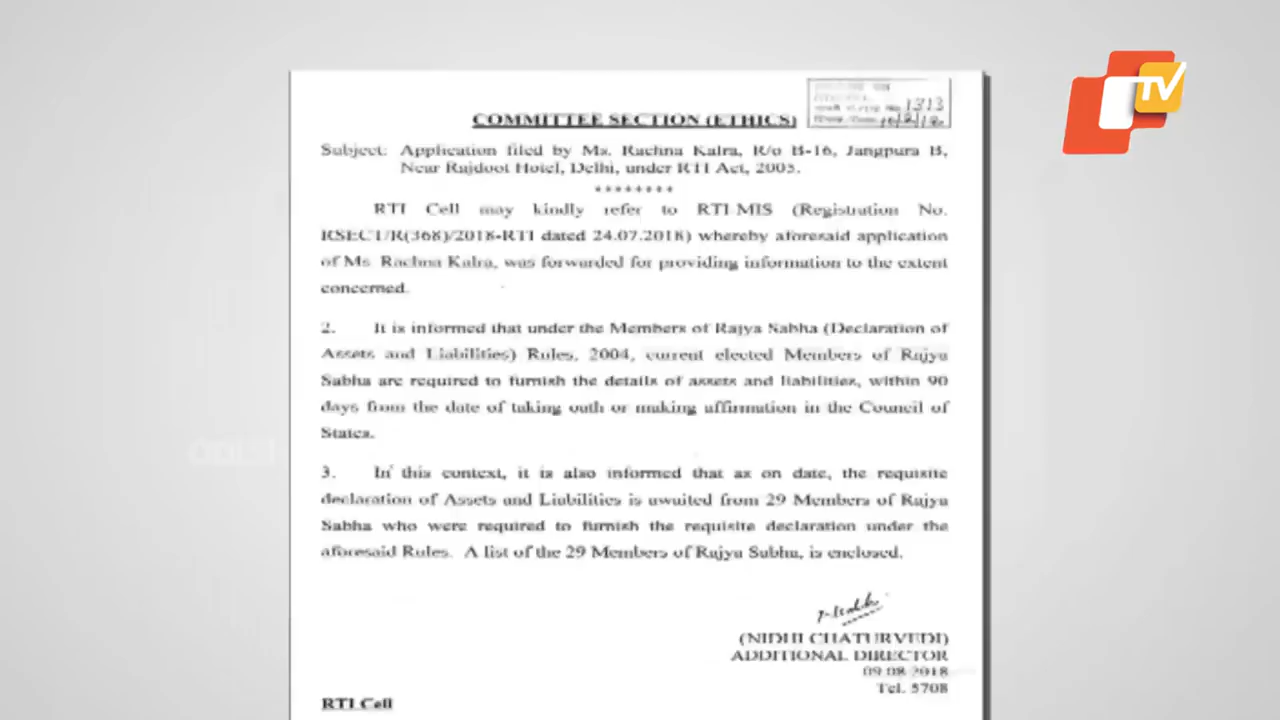 TV
1313
10/8/18
COMMITTEE SECTION (ETHICS)
Subject: Application filed by Ms. Rachna Kalra, R/o B-16, Jangpura B,
Near Rajdoot Hotel, Delhi, under RTI Act, 2005.
********
RTI Cell may kindly refer to RTI-MIS (Registration No.
RSECT/R(368)/2018-RTI dated 24.07.2018) whereby aforesaid application
of Ms. Rachna Kalra, was forwarded for providing information to the extent
concerned.
2. It is informed that under the Members of Rajya Sabha (Declaration of
Assets and Liabilities) Rules, 2004, current elected Members of Rajya
Sabha are required to furnish the details of assets and liabilities, within 90
days from the date of taking oath or making affirmation in the Council of
States.
3. In this context, it is also informed that as on date, the requisite
declaration of Assets and Liabilities is awaited from 29 Members of Rajya
Sabha who were required to furnish the requisite declaration under the
aforesaid Rules. A list of the 29 Members of Rajya Sabha, is enclosed.
(NIDHI CHATURVEDI)
ADDITIONAL DIRECTOR
09.08.2018
Tel. 5708
RTI Cell